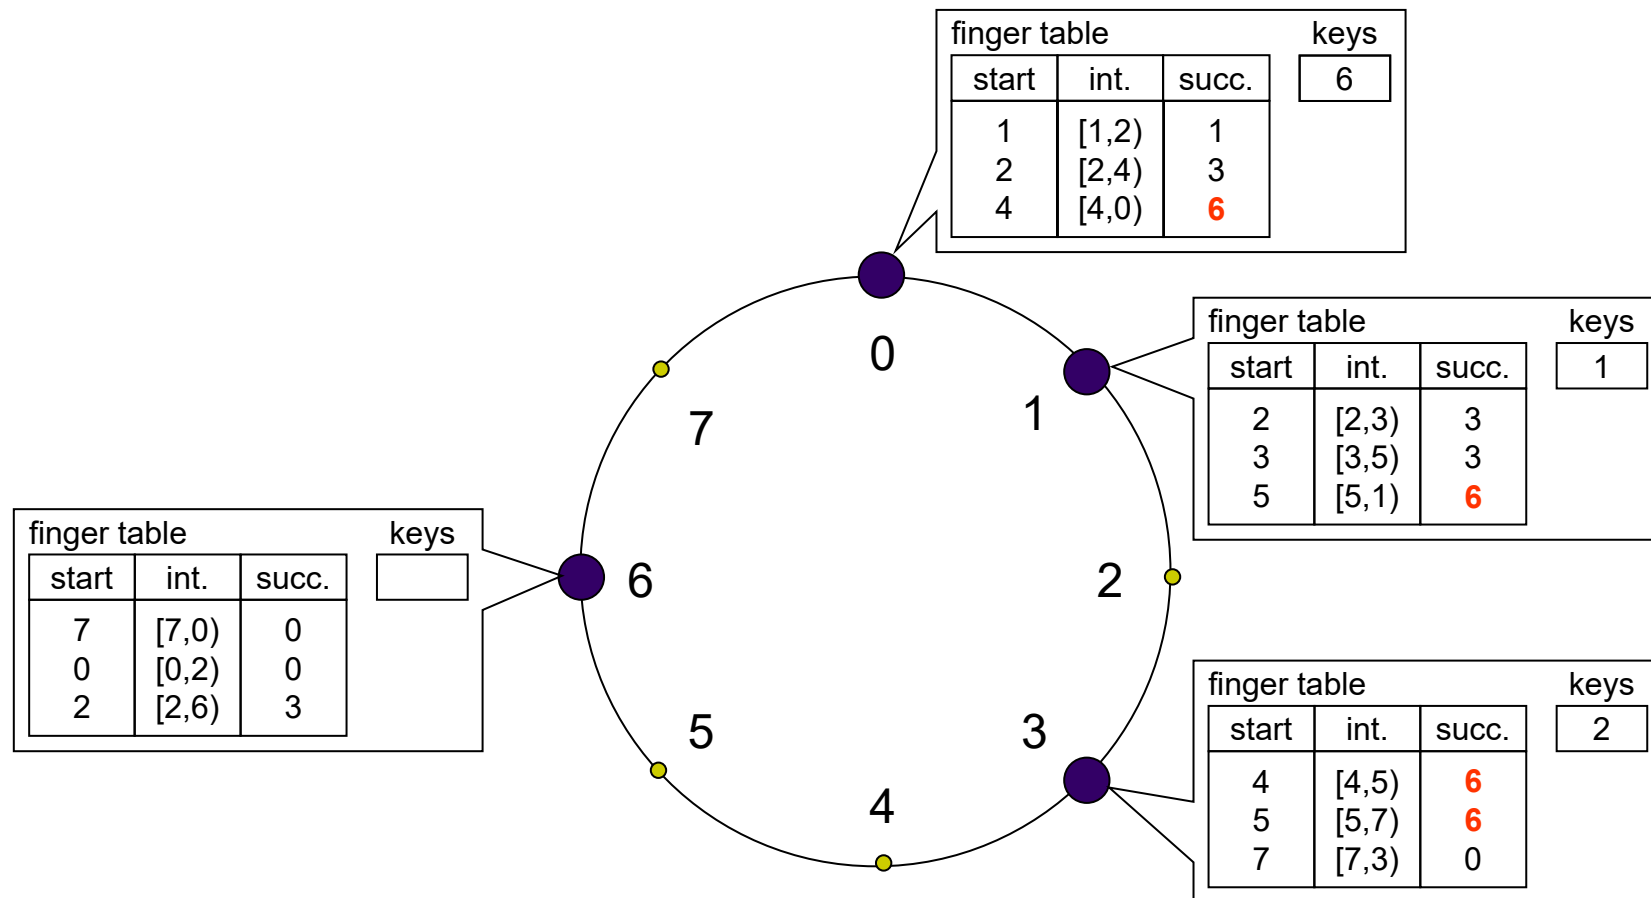 finger table keys
start int. succ. 6
1 [1,2) 1
2 [2,4) 3
4 [4,0) 6
finger table keys
start int. succ. 1
2 [2,3) 3
3 [3,5) 3
5 [5,1) 6
finger table keys
start int. succ.
7 [7,0) 0
0 [0,2) 0
2 [2,6) 3
finger table keys
start int. succ. 2
4 [4,5) 6
5 [5,7) 6
7 [7,3) 0
0
1
2
3
4
5
6
7